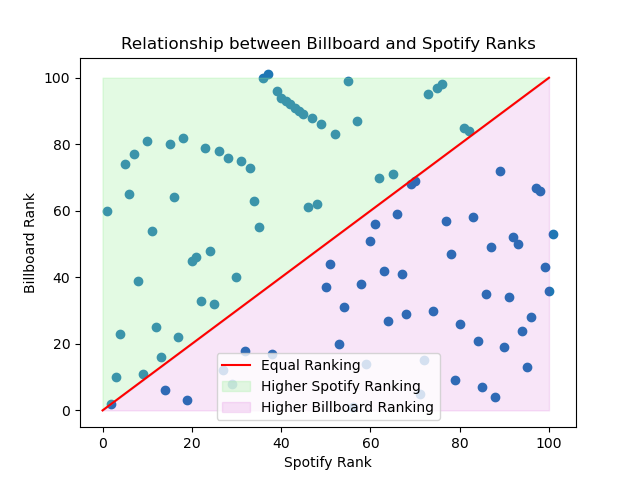 Relationship between Billboard and Spotify Ranks
100
80
60
40
20
0
Billboard Rank
Equal Ranking
Higher Spotify Ranking
Higher Billboard Ranking
0 20 40 60 80 100
Spotify Rank